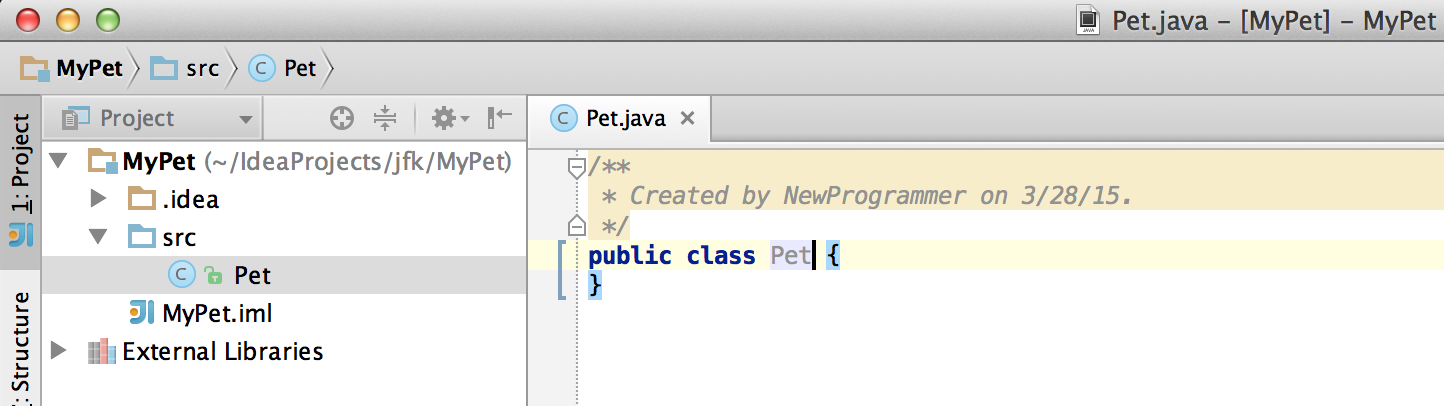 Pet.java – [MyPet] – MyPet
MyPet src C Pet
1: Project
Project
C Pet.java
MyPet (~/IdeaProjects/jfk/MyPet)
.idea
src
C Pet
MyPet.iml
External Libraries
Structure
/**
* Created by NewProgrammer on 3/28/15.
*/
public class Pet {
}